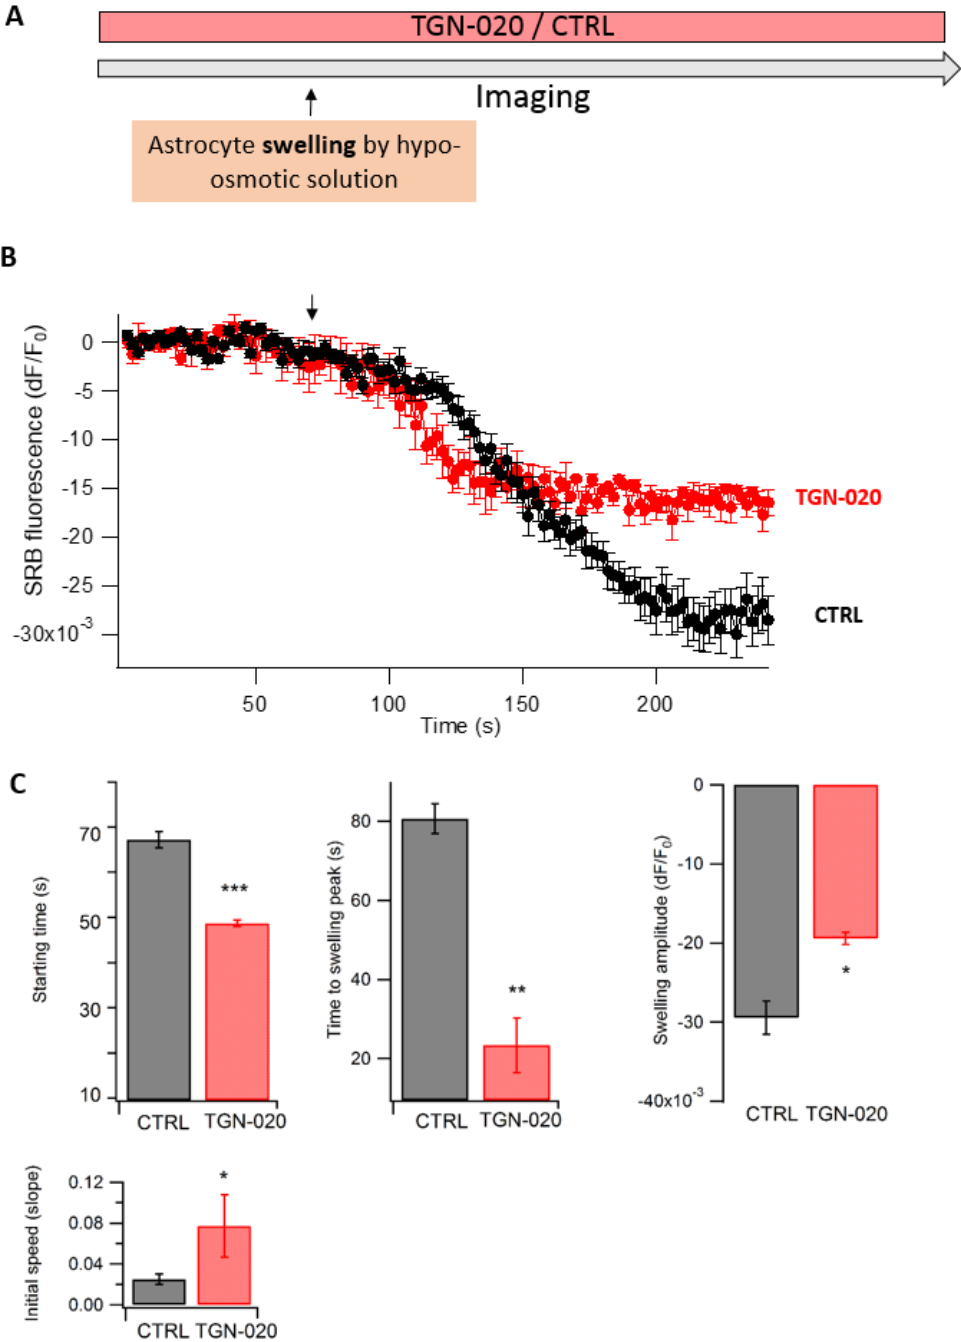 A
TGN-020 / CTRL
Imaging
Astrocyte swelling by hypo-
osmotic solution
B
SRB fluorescence (dF/F0)
0
-5
-10
-15
-20
-25
-30x10-3
TGN-020
CTRL
50 100 150 200
Time (s)
C
Starting time (s)
70
50
30
10
***
CTRL TGN-020
Time to swelling peak (s)
80
60
40
20
**
CTRL TGN-020
Swelling amplitude (dF/F0)
0
-10
-20
-30
-40x10-3
*
CTRL TGN-020
Initial speed (slope)
0.12
0.08
0.04
0.00
*
CTRL TGN-020